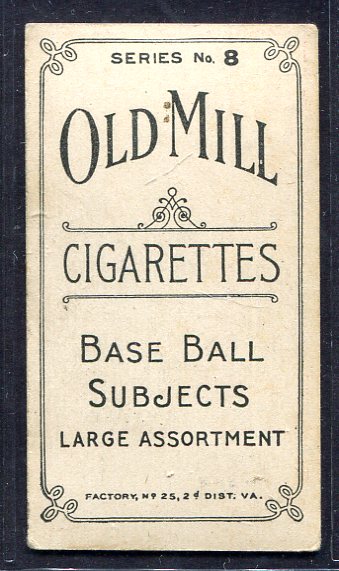 SERIES No. 8
OLD MILL
CIGARETTES
BASE BALL
SUBJECTS
LARGE ASSORTMENT
FACTORY, Nº 25, 2d DIST. VA.